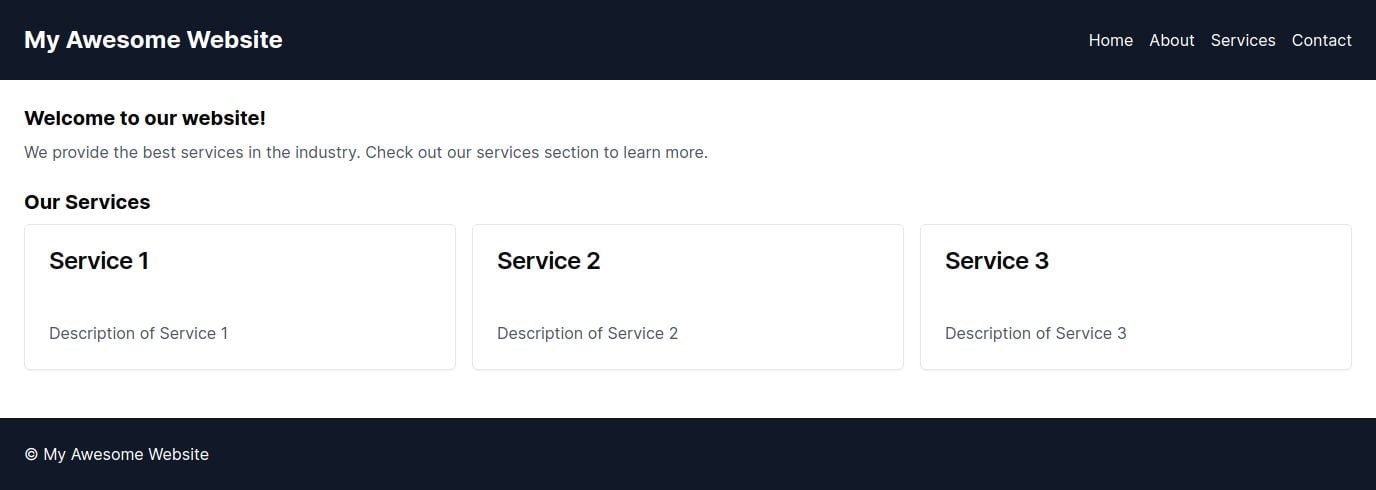 My Awesome Website
Home About Services Contact
Welcome to our website!
We provide the best services in the industry. Check out our services section to learn more.
Our Services
Service 1
Description of Service 1
Service 2
Description of Service 2
Service 3
Description of Service 3
© My Awesome Website